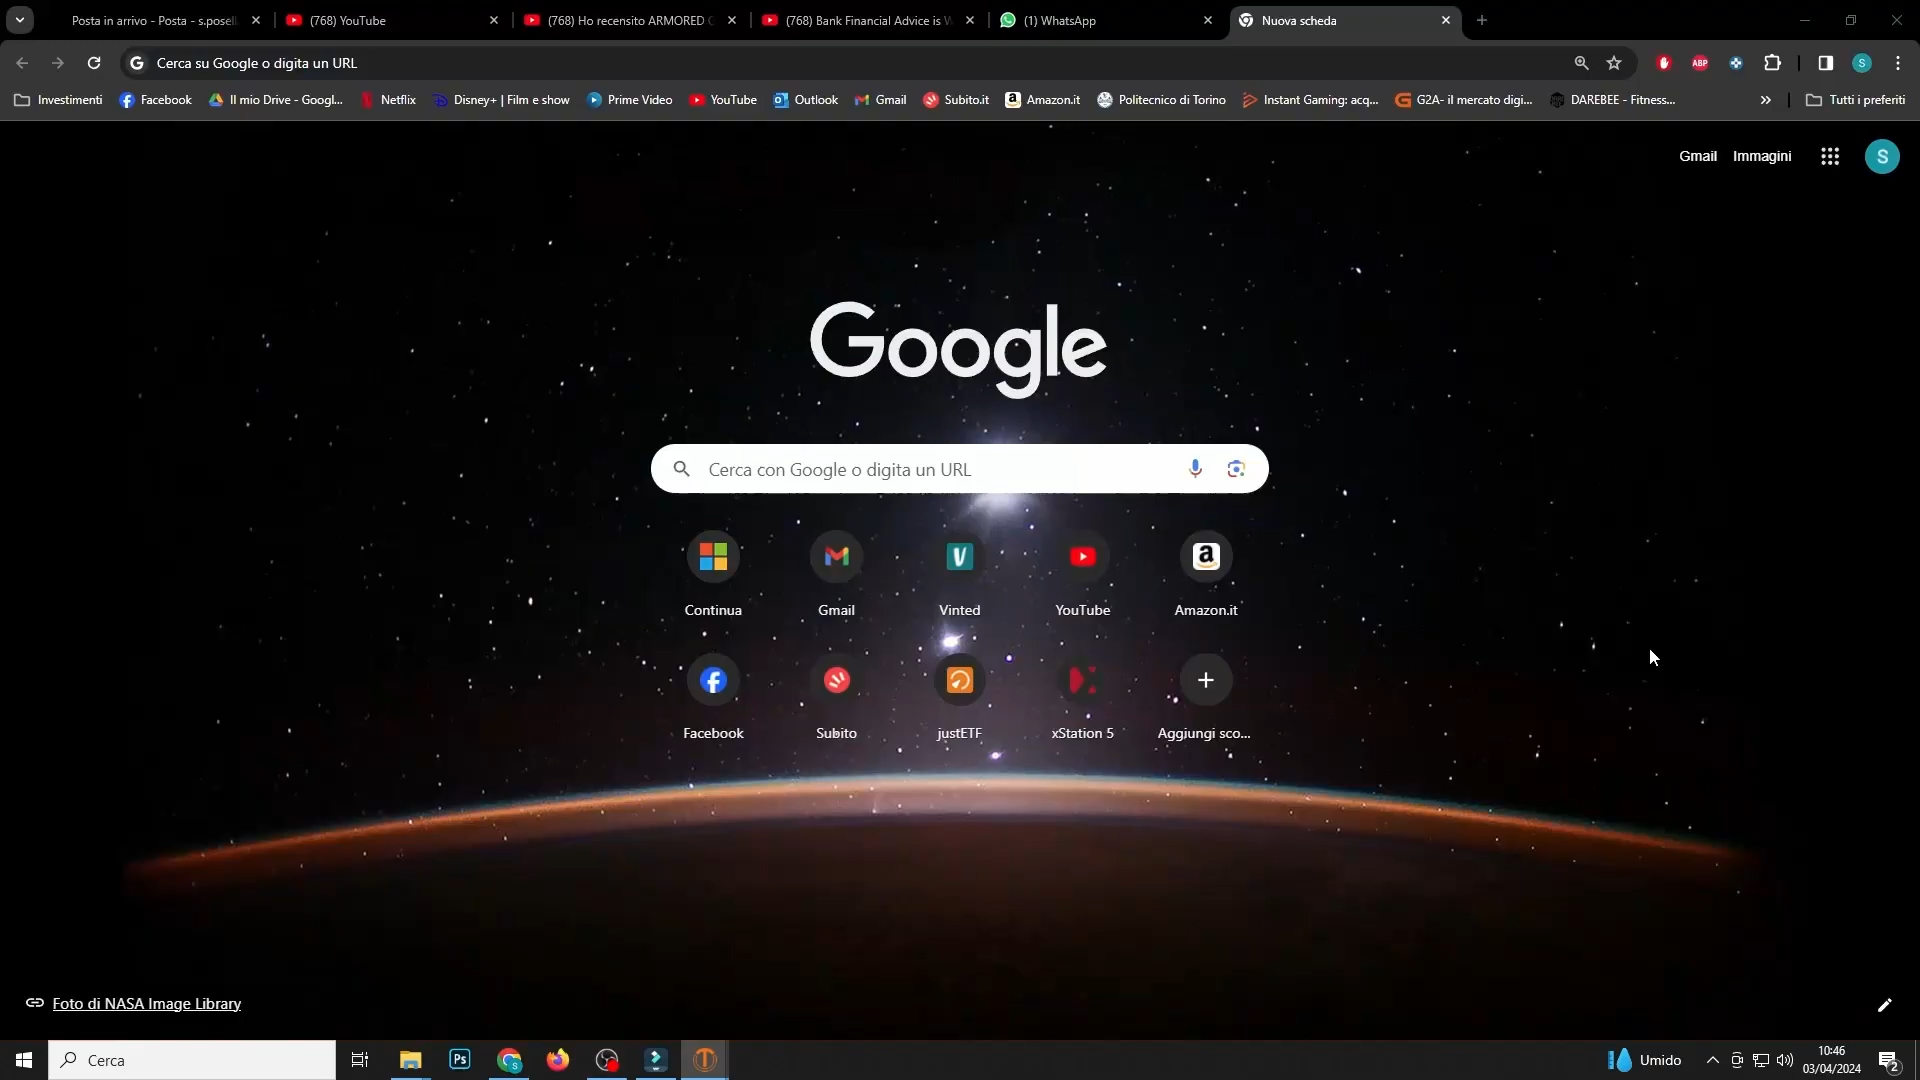 Posta in arrivo - Posta - s.posel
(768) YouTube
(768) Ho recensito ARMORED C
(768) Bank Financial Advice is W
(1) WhatsApp
Nuova scheda
Cerca su Google o digita un URL
ABP
S
Investimenti
Facebook
Il mio Drive - Googl...
Netflix
Disney+ | Film e show
Prime Video
YouTube
Outlook
Gmail
Subito.it
Amazon.it
Politecnico di Torino
Instant Gaming: acq...
G2A- il mercato digi...
DAREBEE - Fitness...
Tutti i preferiti
Gmail
Immagini
S
Google
Cerca con Google o digita un URL
Continua
Gmail
Vinted
YouTube
Amazon.it
Facebook
Subito
justETF
xStation 5
Aggiungi sco...
Foto di NASA Image Library
Cerca
Ps
Umido
10:46
03/04/2024
2